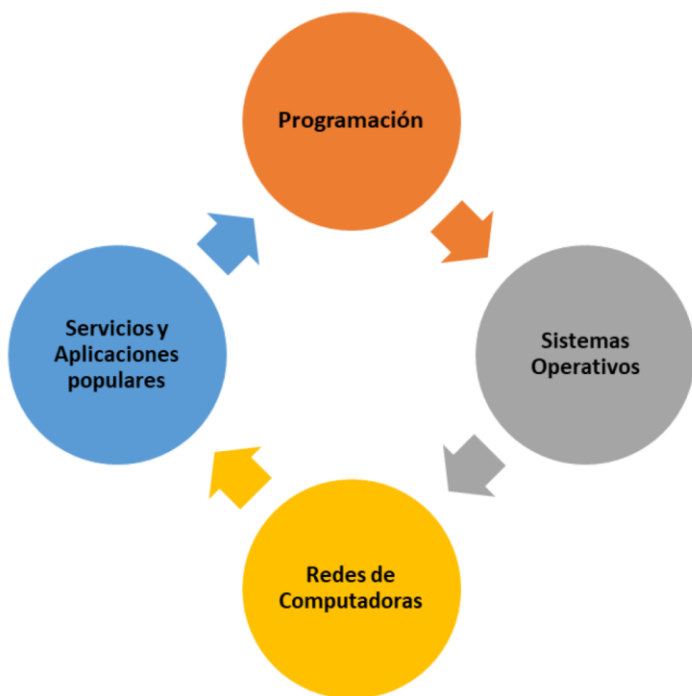 Programación
Sistemas
Operativos
Redes de
Computadoras
Servicios y
Aplicaciones
populares